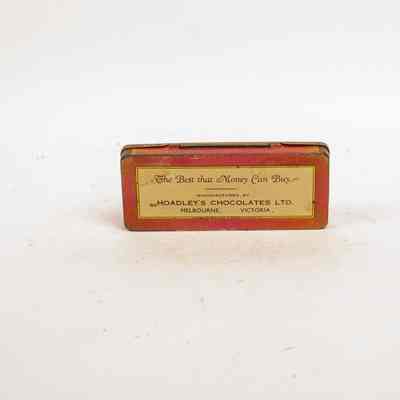 The Best that Money Can Buy
MANUFACTURED BY
HOADLEY'S CHOCOLATES LTD.
MELBOURNE, VICTORIA.